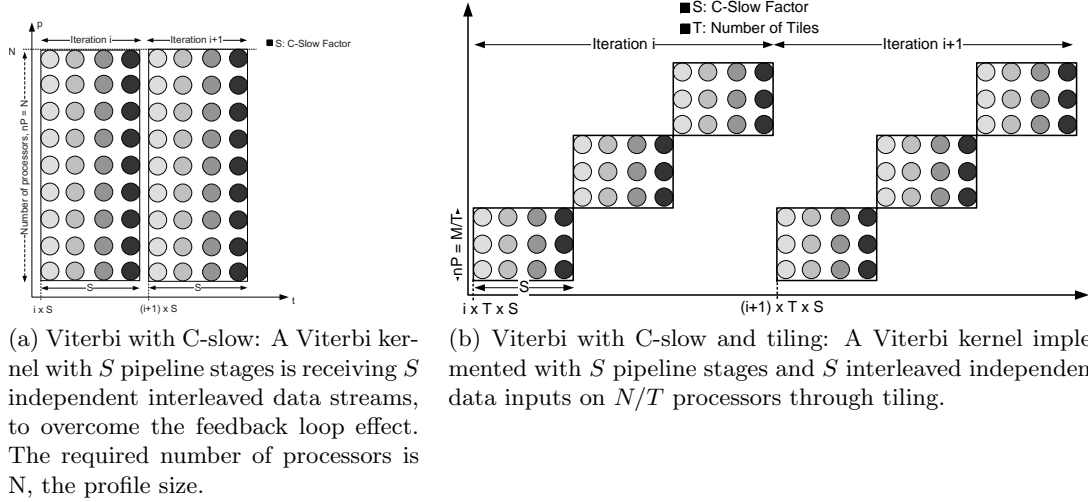 p
N
Iteration i
Iteration i+1
S: C-Slow Factor
Number of processors, nP = N
S
S
t
i x S
(i+1) x S
(a) Viterbi with C-slow: A Viterbi ker-
nel with S pipeline stages is receiving S
independent interleaved data streams,
to overcome the feedback loop effect.
The required number of processors is
N, the profile size.
S: C-Slow Factor
T: Number of Tiles
Iteration i
Iteration i+1
nP = M/T
S
i x T x S
(i+1) x T x S
(b) Viterbi with C-slow and tiling: A Viterbi kernel imple
mented with S pipeline stages and S interleaved independen
data inputs on N/T processors through tiling.